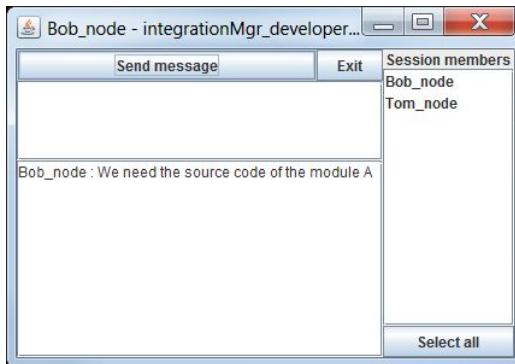 Bob_node - integrationMgr_developer...
Send message
Exit
Session members
Bob_node
Tom_node
Bob_node : We need the source code of the module A
Select all